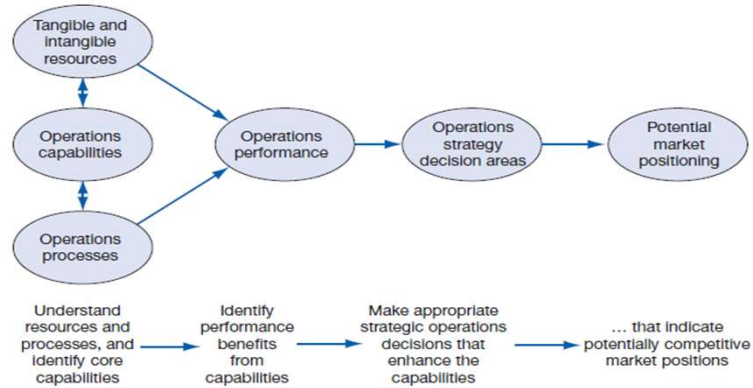 Tangible and
intangible
resources
Operations
capabilities
Operations
processes
Operations
performance
Operations
strategy
decision areas
Potential
market
positioning
Understand
resources and
processes, and
identify core
capabilities
Identify
performance
benefits
from
capabilities
Make appropriate
strategic operations
decisions that
enhance the
capabilities
... that indicate
potentially competitive
market positions